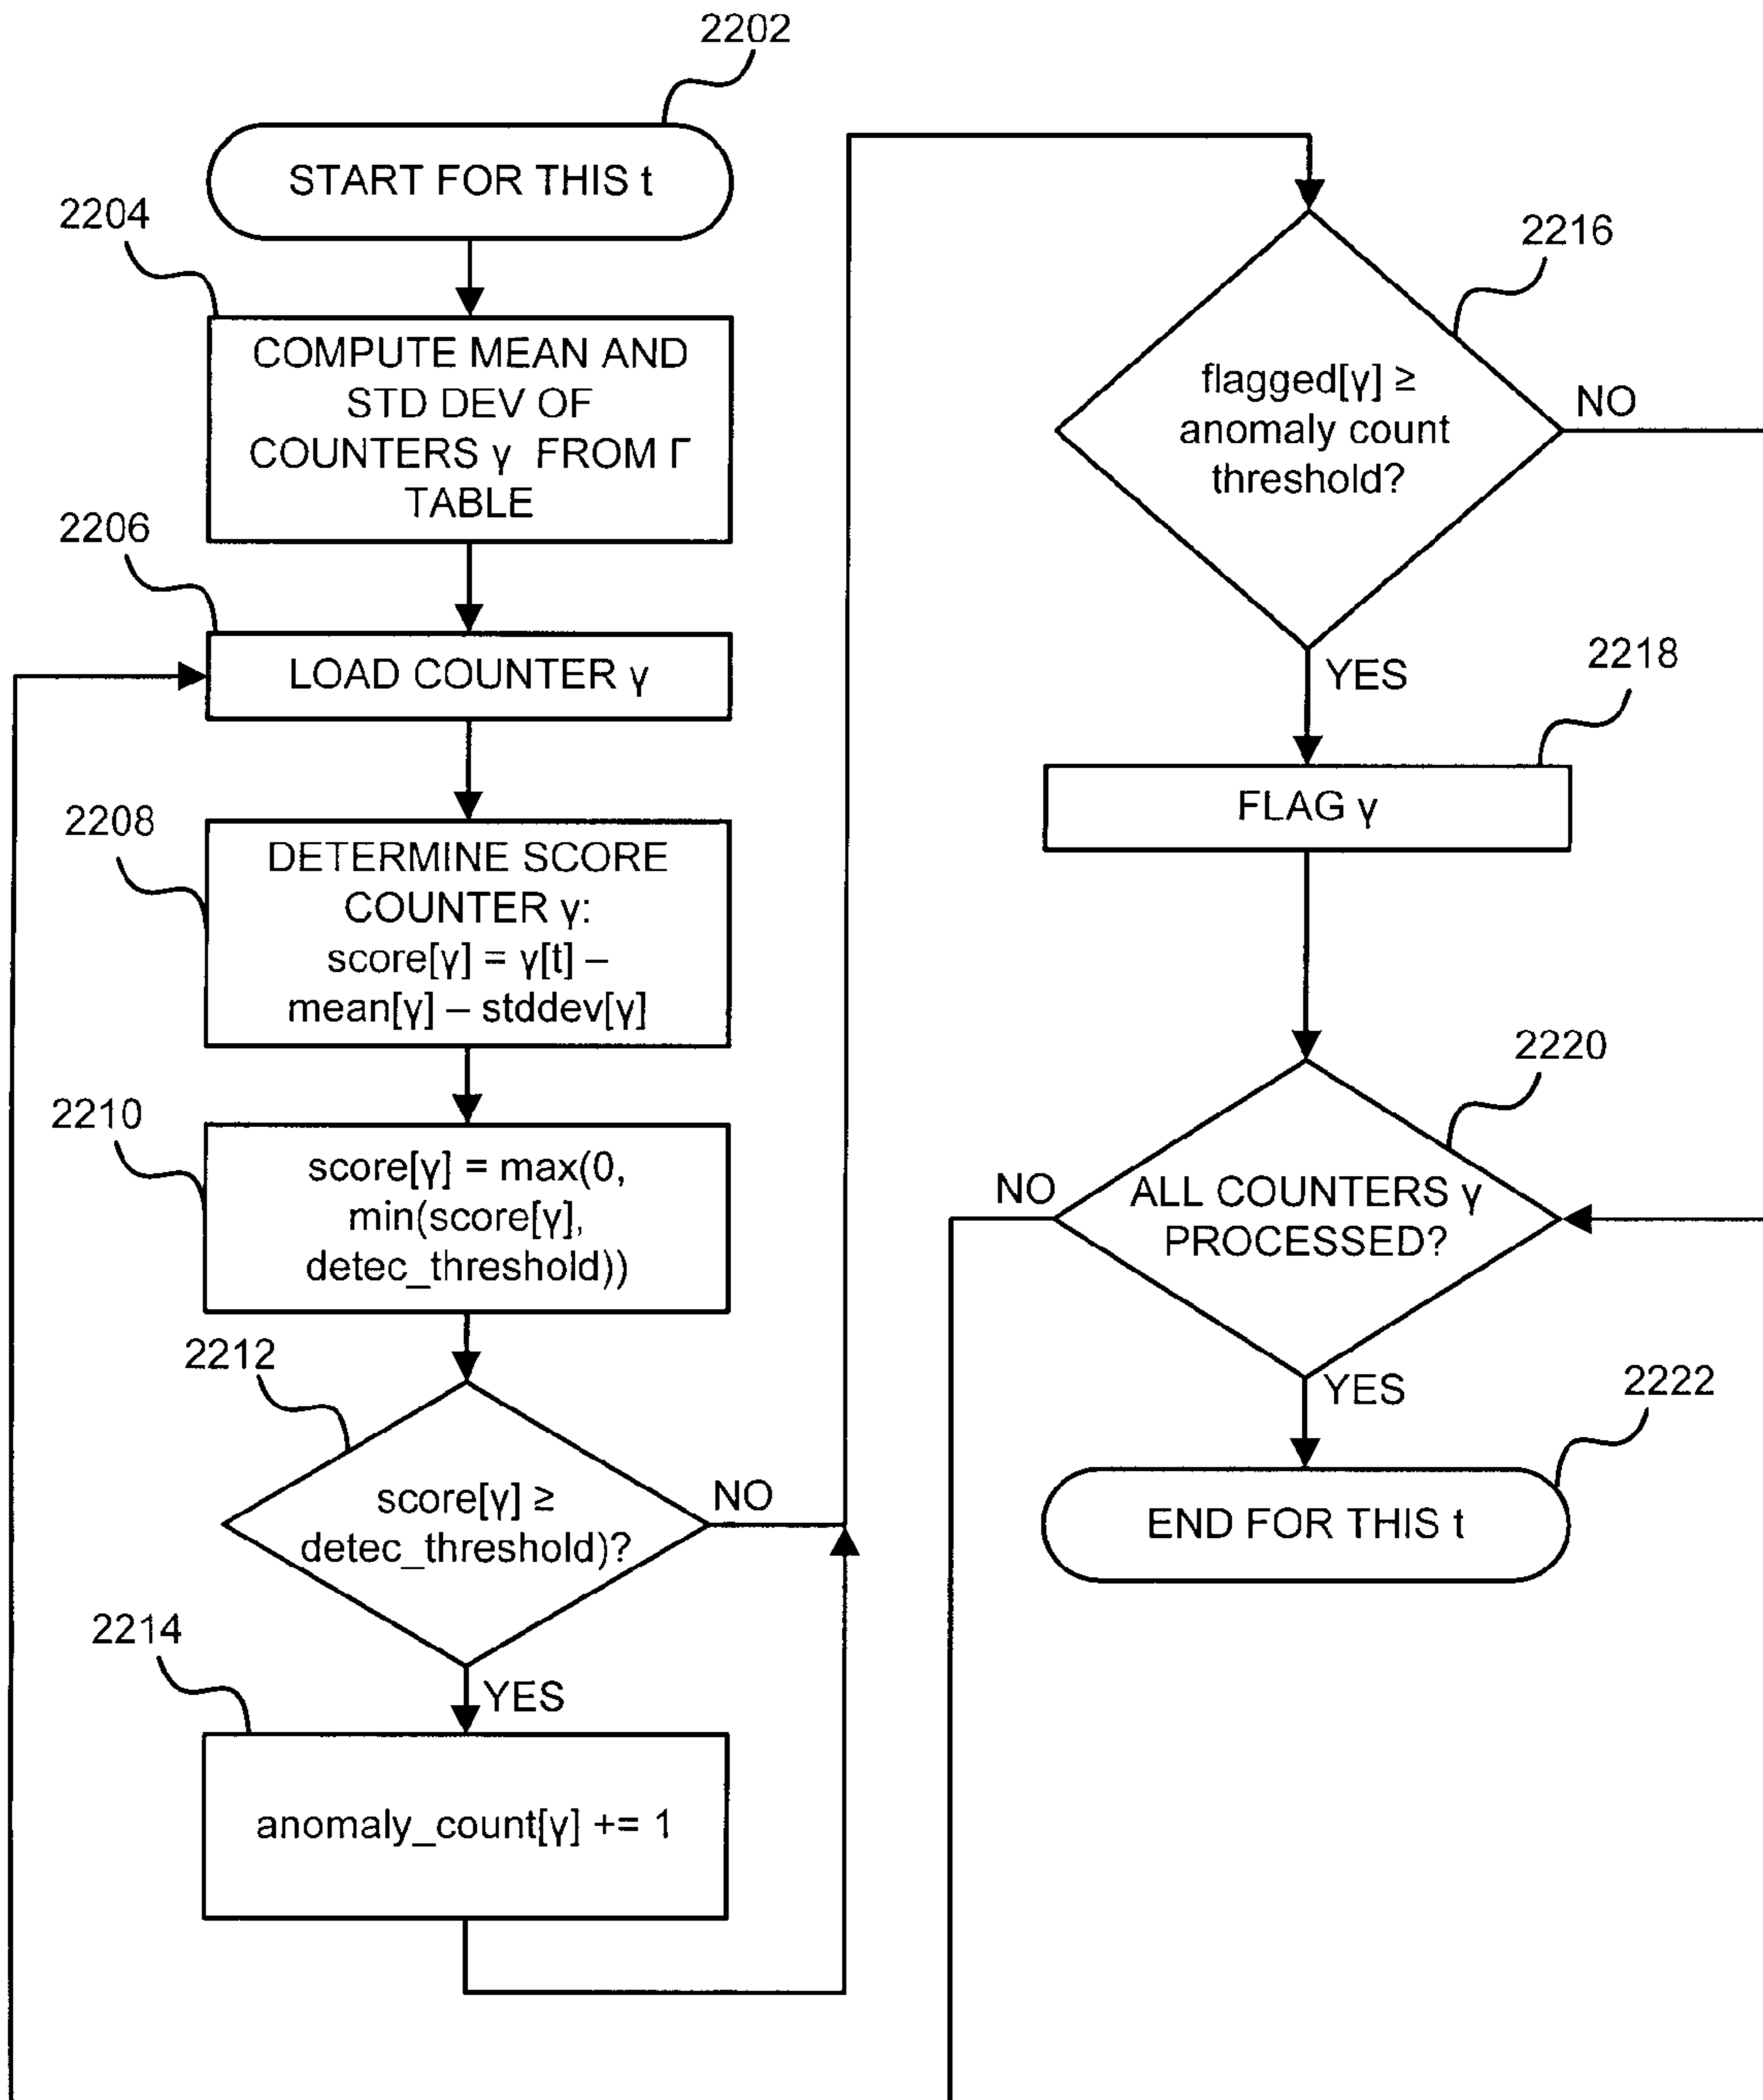 2202
START FOR THIS t
2204
COMPUTE MEAN AND
STD DEV OF
COUNTERS γ FROM Γ
TABLE
2206
LOAD COUNTER γ
2208
DETERMINE SCORE
COUNTER γ:
score[γ] = γ[t] –
mean[γ] – stddev[γ]
2210
score[γ] = max(0,
min(score[γ],
detec_threshold))
2212
score[γ] ≥
detec_threshold)?
NO
YES
2214
anomaly_count[γ] += 1
2216
flagged[γ] ≥
anomaly count
threshold?
NO
YES
2218
FLAG γ
2220
ALL COUNTERS γ
PROCESSED?
NO
YES
2222
END FOR THIS t